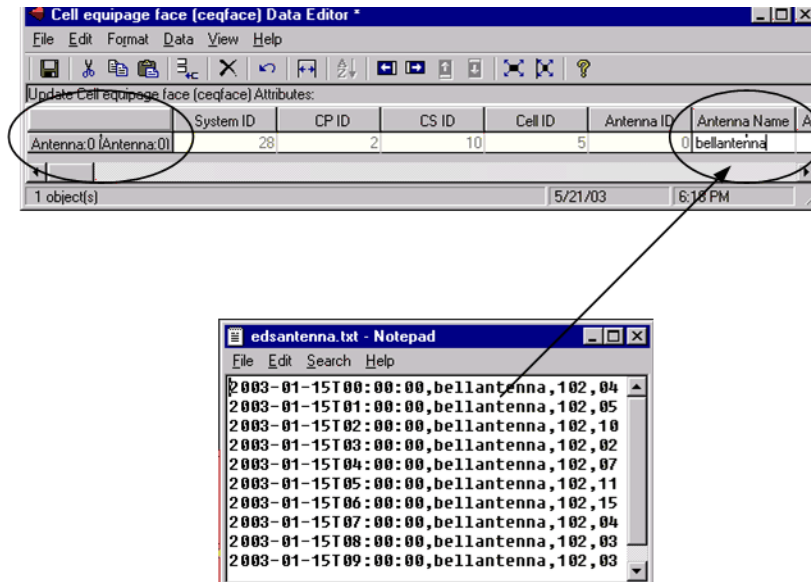 Cell equipage face (ceqface) Data Editor *
File Edit Format Data View Help
Update Cell equipage face (ceqface) Attributes:
System ID CP ID CS ID Cell ID Antenna ID Antenna Name A
Antenna:0 (Antenna:0) 28 2 10 5 0 bellantenna
1 object(s) 5/21/03 6:18 PM
edsantenna.txt - Notepad
File Edit Search Help
2003-01-15T00:00:00,bellantenna,102,04
2003-01-15T01:00:00,bellantenna,102,05
2003-01-15T02:00:00,bellantenna,102,10
2003-01-15T03:00:00,bellantenna,102,02
2003-01-15T04:00:00,bellantenna,102,07
2003-01-15T05:00:00,bellantenna,102,11
2003-01-15T06:00:00,bellantenna,102,15
2003-01-15T07:00:00,bellantenna,102,04
2003-01-15T08:00:00,bellantenna,102,03
2003-01-15T09:00:00,bellantenna,102,03